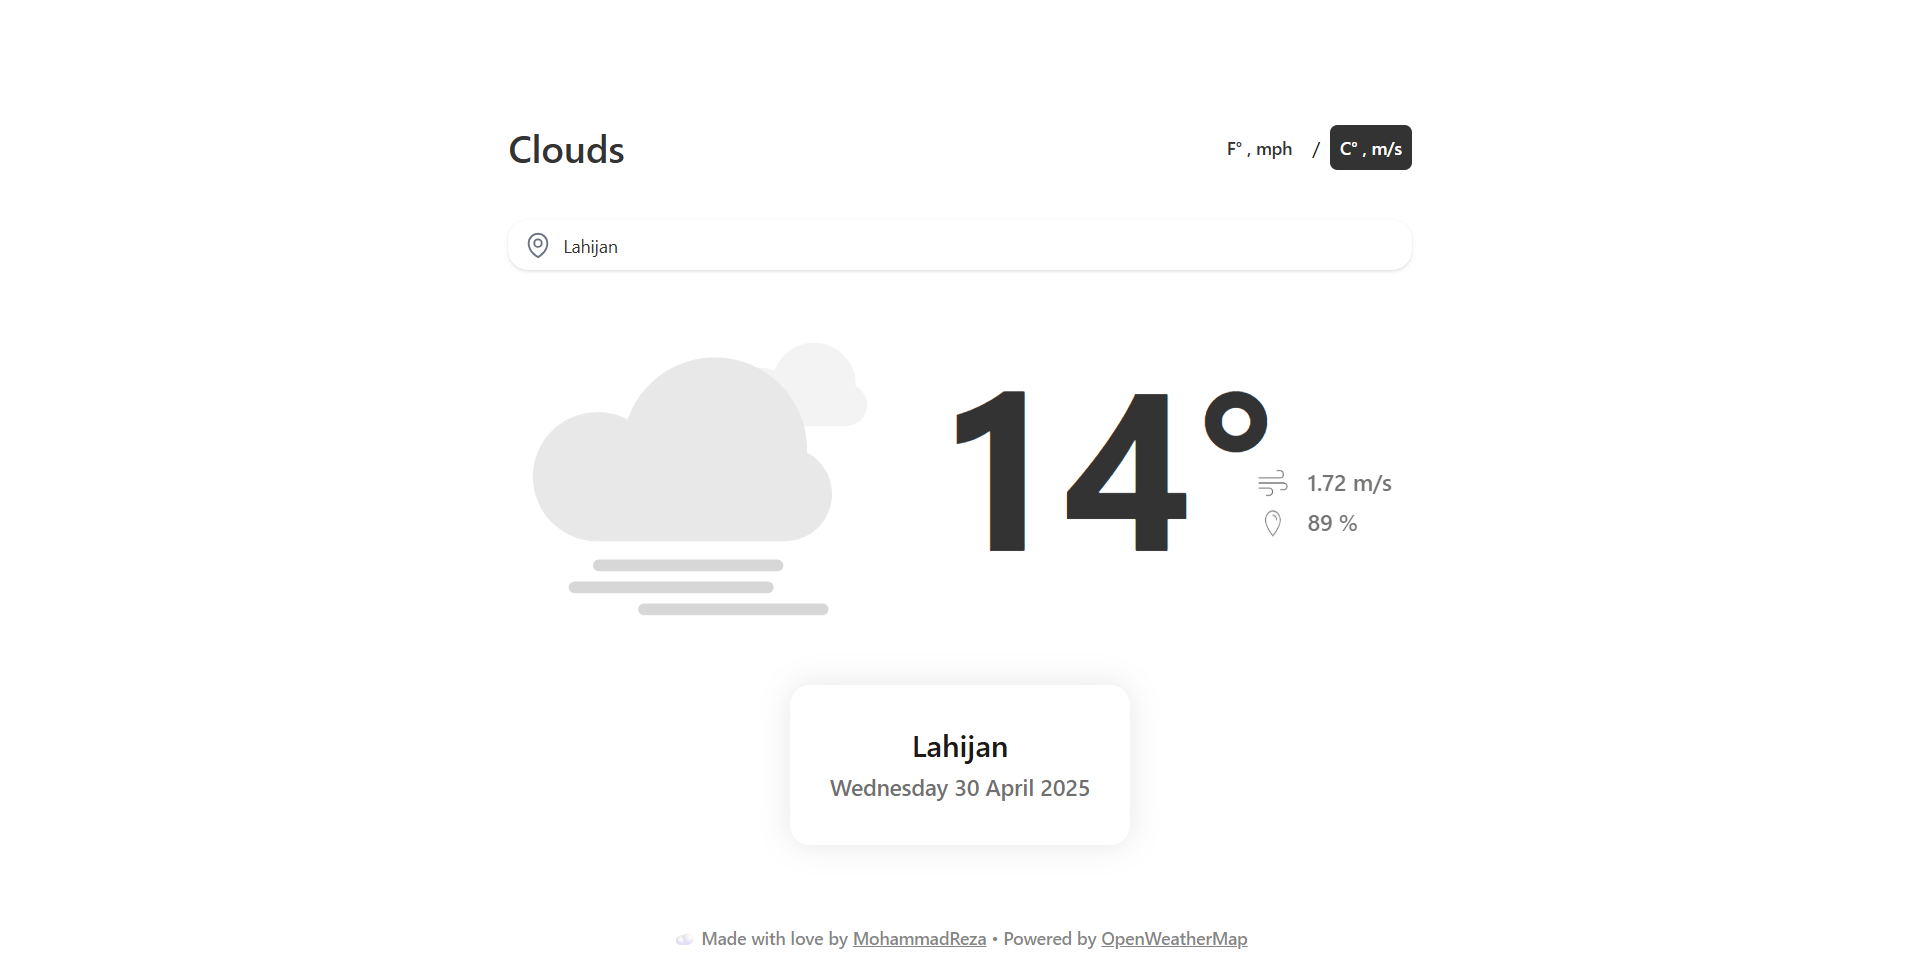 Clouds
F° , mph / C° , m/s
Lahijan
14°
1.72 m/s
89 %
Lahijan
Wednesday 30 April 2025
Made with love by MohammadReza • Powered by OpenWeatherMap